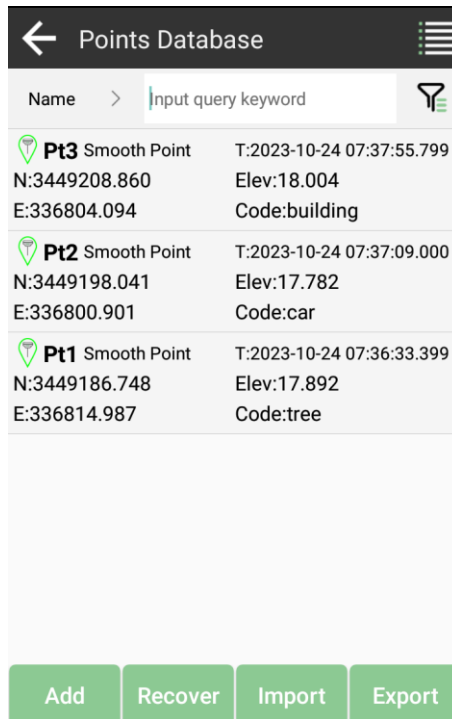 Points Database
Name > Input query keyword
Pt3 Smooth Point T:2023-10-24 07:37:55.799
N:3449208.860 Elev:18.004
E:336804.094 Code:building
Pt2 Smooth Point T:2023-10-24 07:37:09.000
N:3449198.041 Elev:17.782
E:336800.901 Code:car
Pt1 Smooth Point T:2023-10-24 07:36:33.399
N:3449186.748 Elev:17.892
E:336814.987 Code:tree
Add Recover Import Export